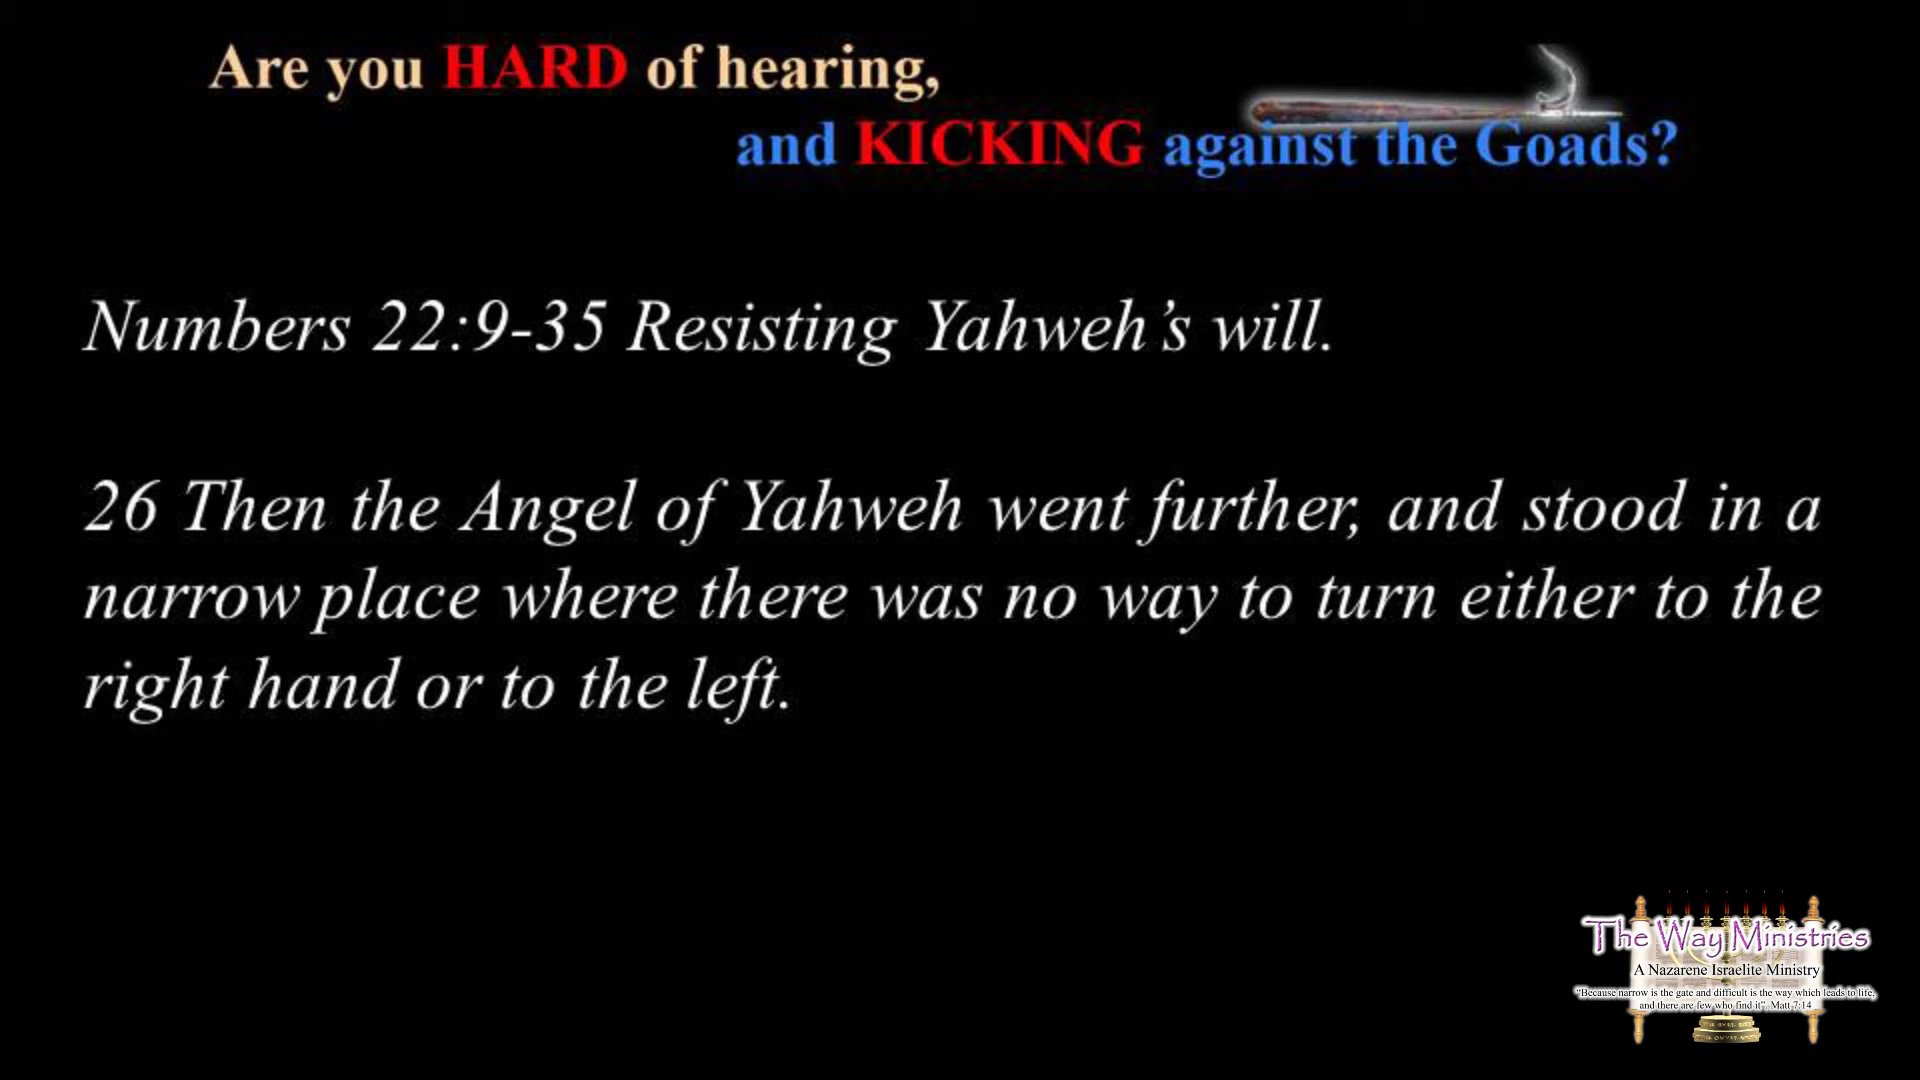 Are you HARD of hearing,
and KICKING against the Goads?
Numbers 22:9-35 Resisting Yahweh’s will.
26 Then the Angel of Yahweh went further, and stood in a
narrow place where there was no way to turn either to the
right hand or to the left.
The Way Ministries
A Nazarene Israelite Ministry
“Because narrow is the gate and difficult is the way which leads to life,
and there are few who find it”. Matt 7:14